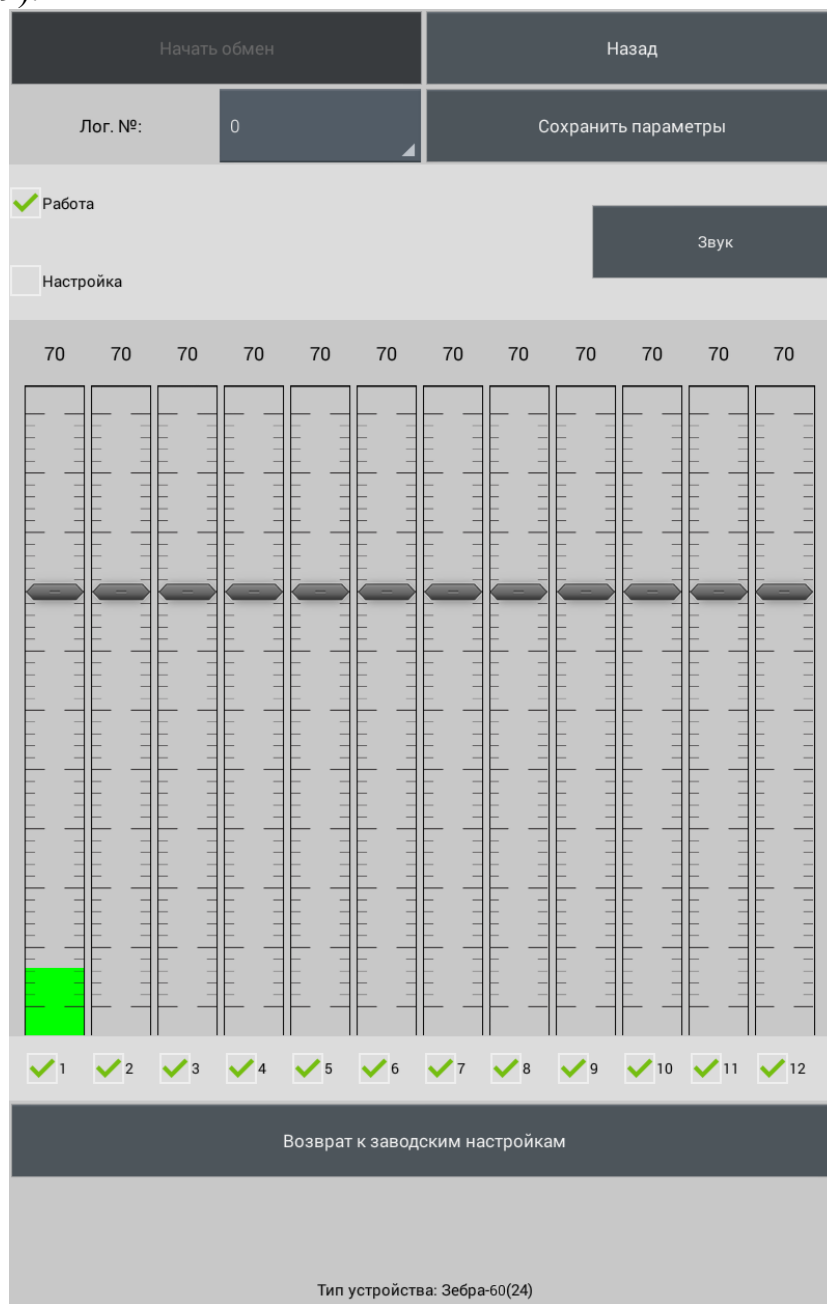 Начать обмен Назад
Лог. №: 0 Сохранить параметры
Работа
Звук
Настройка
70 70 70 70 70 70 70 70 70 70 70 70
1 2 3 4 5 6 7 8 9 10 11 12
Возврат к заводским настройкам
Тип устройства: Зебра-60(24)